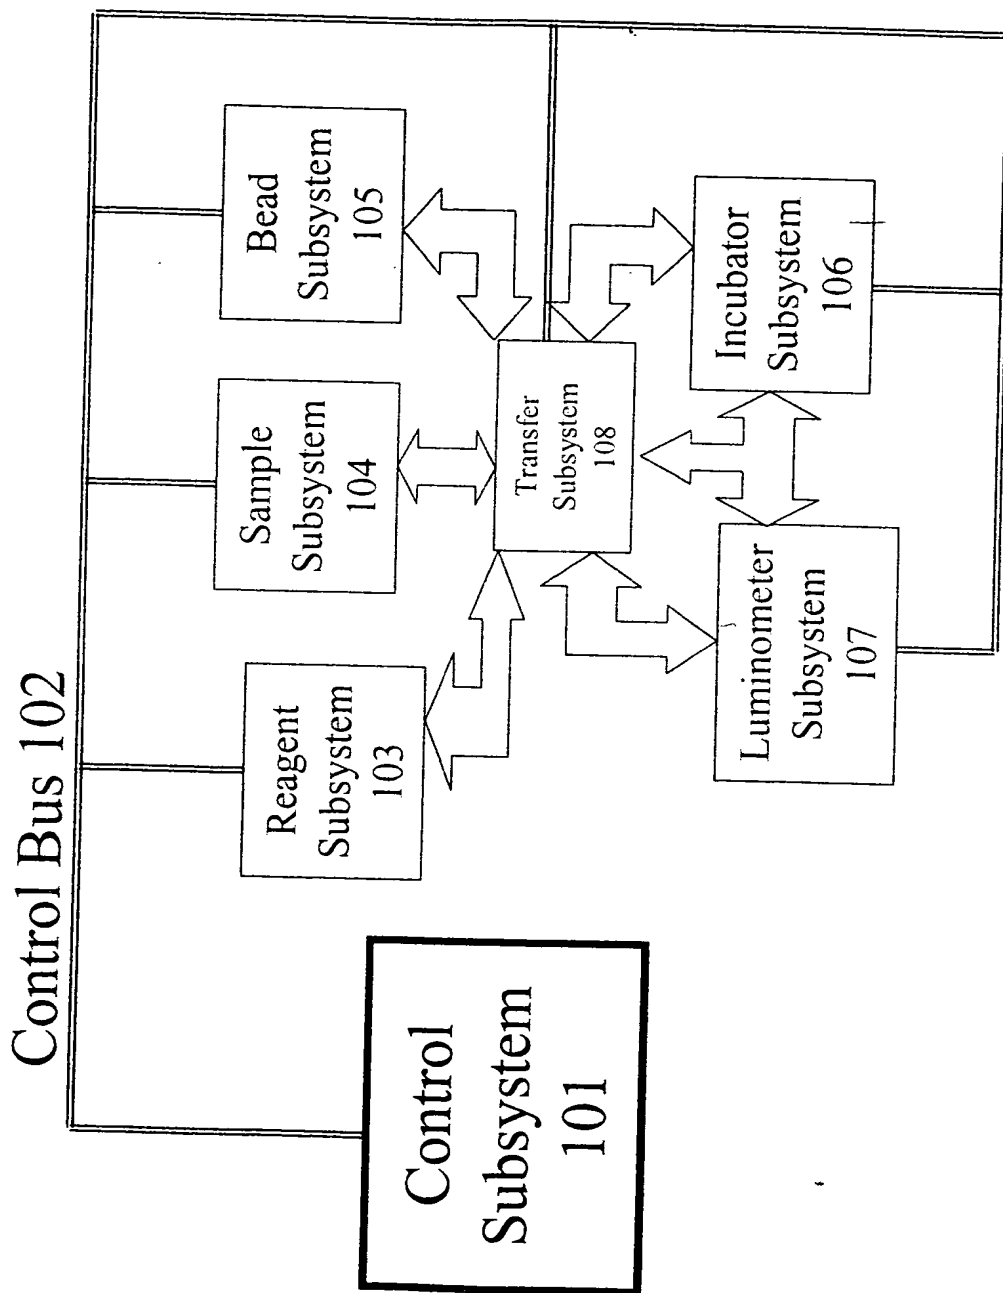 Control Bus 102
Control
Subsystem
101
Reagent
Subsystem
103
Sample
Subsystem
104
Bead
Subsystem
105
Transfer
Subsystem
108
Luminometer
Subsystem
107
Incubator
Subsystem
106